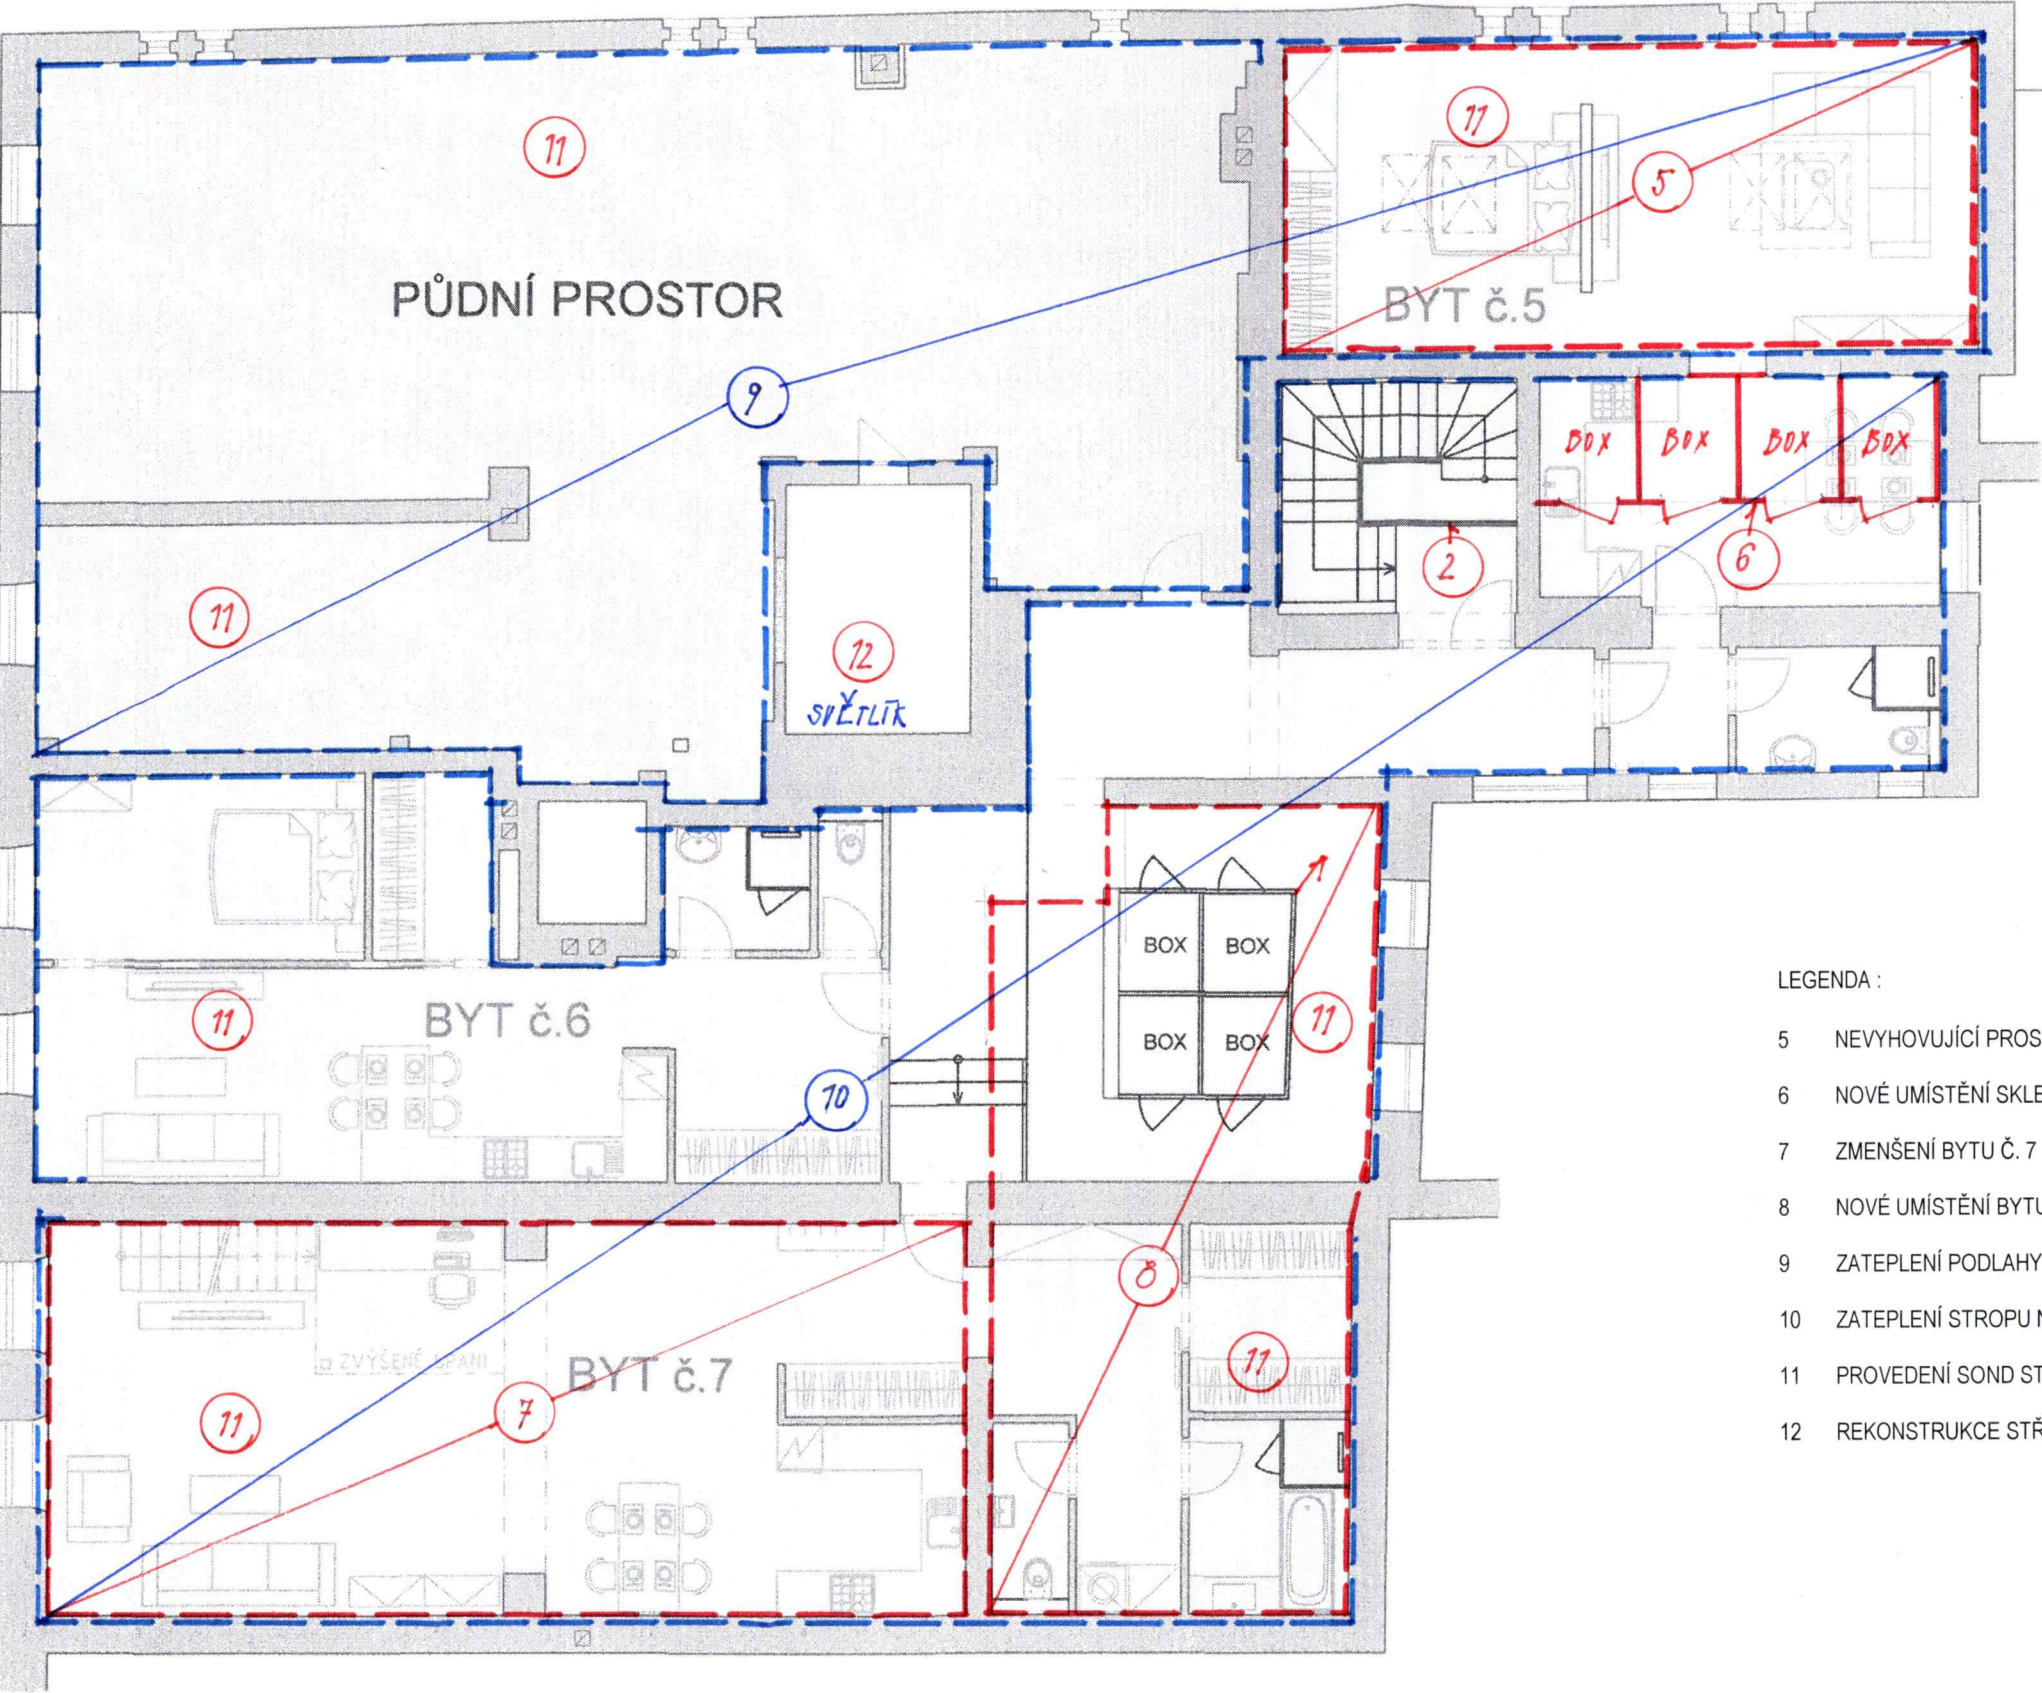 11
11
5
PŮDNÍ PROSTOR
BYT č.5
9
BOX BOX BOX BOX
2
6
11
12
SVĚTLÍK
BOX BOX
11
BYT č.6
11
BOX BOX
10
8
ZVÝŠENÉ SPANÍ
BYT č.7
11
7
11
LEGENDA :
5 NEVYHOVUJÍCÍ PROS
6 NOVÉ UMÍSTĚNÍ SKLE
7 ZMENŠENÍ BYTU Č. 7
8 NOVÉ UMÍSTĚNÍ BYTU
9 ZATEPLENÍ PODLAHY
10 ZATEPLENÍ STROPU N
11 PROVEDENÍ SOND ST
12 REKONSTRUKCE STŘ